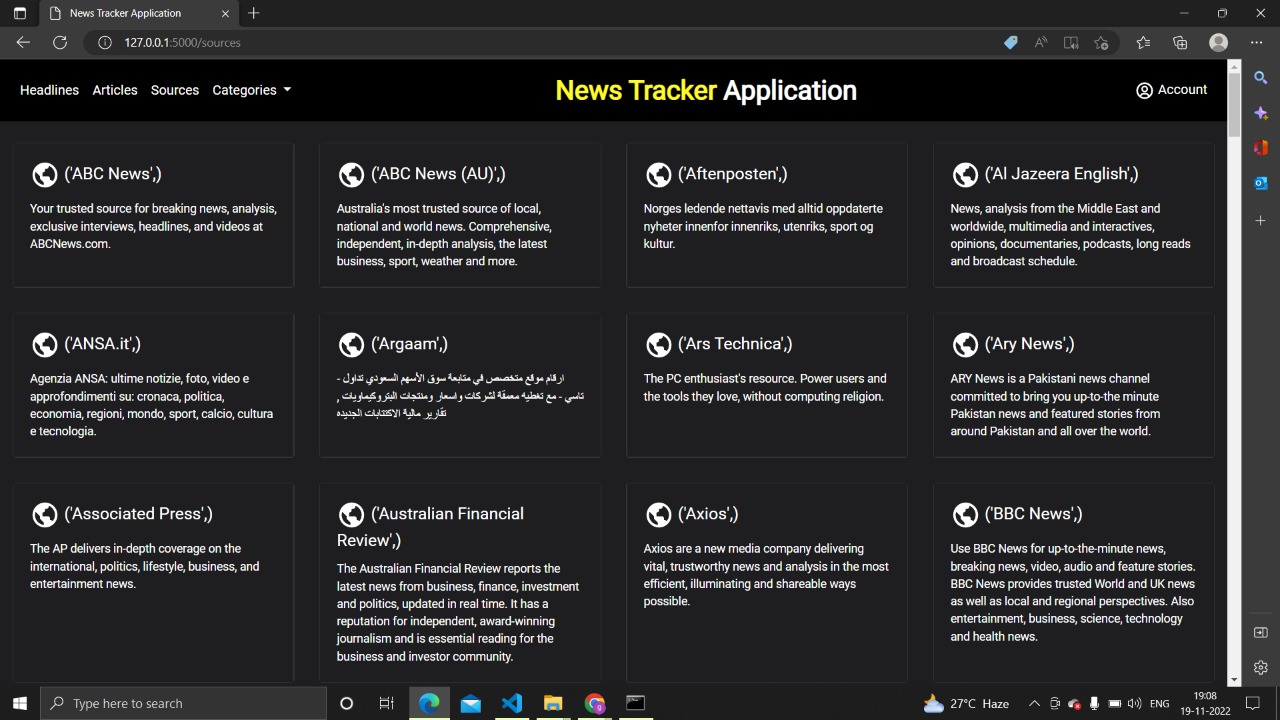 News Tracker Application
127.0.0.1:5000/sources
Headlines Articles Sources Categories
News Tracker Application
Account
('ABC News',)
Your trusted source for breaking news, analysis,
exclusive interviews, headlines, and videos at
ABCNews.com.
('ABC News (AU)',)
Australia's most trusted source of local,
national and world news. Comprehensive,
independent, in-depth analysis, the latest
business, sport, weather and more.
('Aftenposten',)
Norges ledende nettavis med alltid oppdaterte
nyheter innenfor innenriks, utenriks, sport og
kultur.
('Al Jazeera English',)
News, analysis from the Middle East and
worldwide, multimedia and interactives,
opinions, documentaries, podcasts, long reads
and broadcast schedule.
('ANSA.it',)
Agenzia ANSA: ultime notizie, foto, video e
approfondimenti su: cronaca, politica,
economia, regioni, mondo, sport, calcio, cultura
e tecnologia.
('Argaam',)
ارقام موقع متخصص في متابعة سوق الأسهم السعودي تداول -
تاسي - مع تغطيه معمقة لشركات واسعار ومنتجات البتروكيماويات ,
تقارير مالية الاكتتابات الجديده
('Ars Technica',)
The PC enthusiast's resource. Power users and
the tools they love, without computing religion.
('Ary News',)
ARY News is a Pakistani news channel
committed to bring you up-to-the minute
Pakistan news and featured stories from
around Pakistan and all over the world.
('Associated Press',)
The AP delivers in-depth coverage on the
international, politics, lifestyle, business, and
entertainment news.
('Australian Financial
Review',)
The Australian Financial Review reports the
latest news from business, finance, investment
and politics, updated in real time. It has a
reputation for independent, award-winning
journalism and is essential reading for the
business and investor community.
('Axios',)
Axios are a new media company delivering
vital, trustworthy news and analysis in the most
efficient, illuminating and shareable ways
possible.
('BBC News',)
Use BBC News for up-to-the-minute news,
breaking news, video, audio and feature stories.
BBC News provides trusted World and UK news
as well as local and regional perspectives. Also
entertainment, business, science, technology
and health news.
Type here to search
27°C Haze
ENG
19:08
19-11-2022